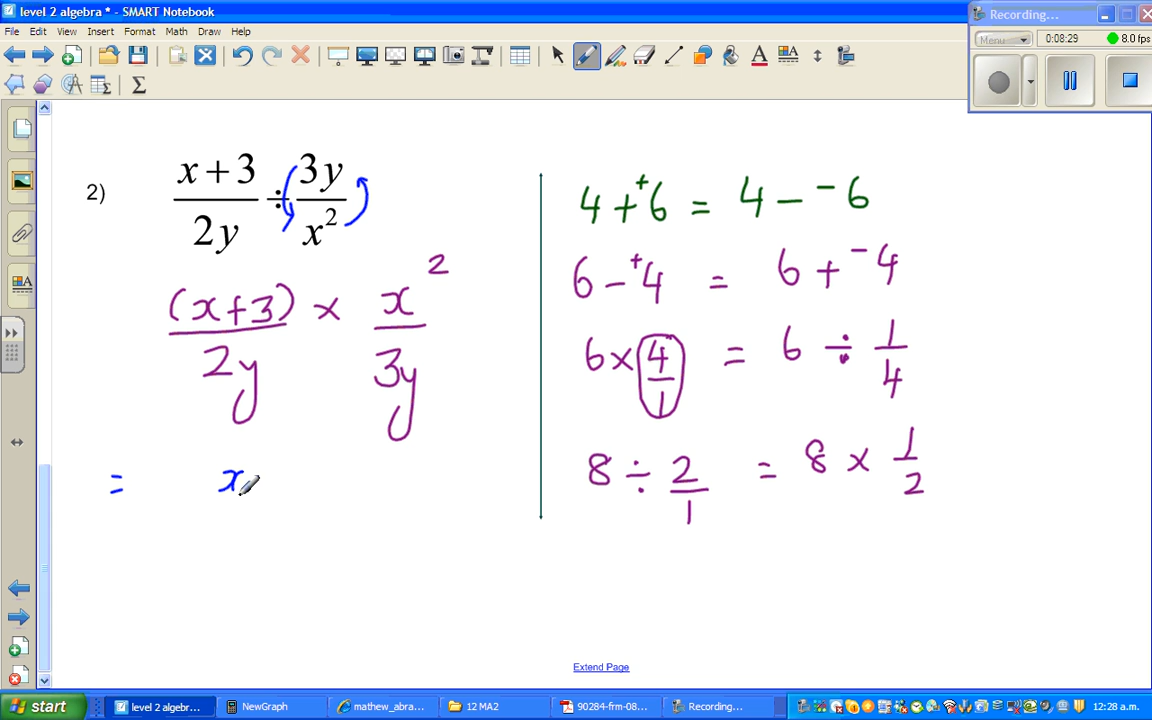 level 2 algebra * - SMART Notebook
Recording...
File Edit View Insert Format Math Draw Help
Menu 0:08:29 8.0 fps
2) x + 3 / 2y ÷ 3y / x²
(x+3) / 2y × x² / 3y
= x
4 + ⁺6 = 4 - ⁻6
6 - ⁺4 = 6 + ⁻4
6 × 4/1 = 6 ÷ 1/4
8 ÷ 2/1 = 8 × 1/2
Extend Page
start level 2 algebr... NewGraph mathew_abra... 12 MA2 90284-frm-08... Recording... 12:28 a.m.